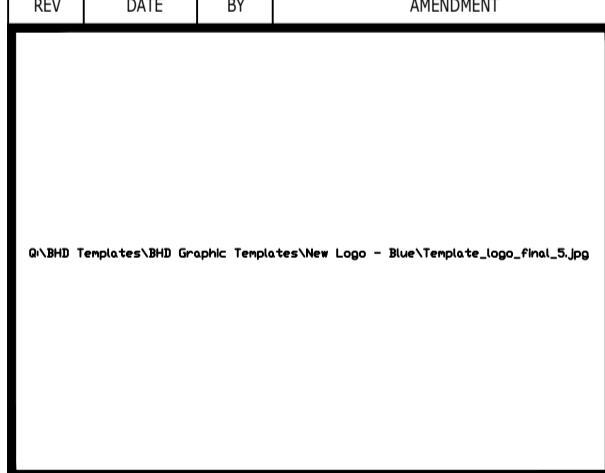 REV DATE BY AMENDMENT
Q:\BHD Templates\BHD Graphic Templates\New Logo - Blue\Template_logo_final_5.jpg